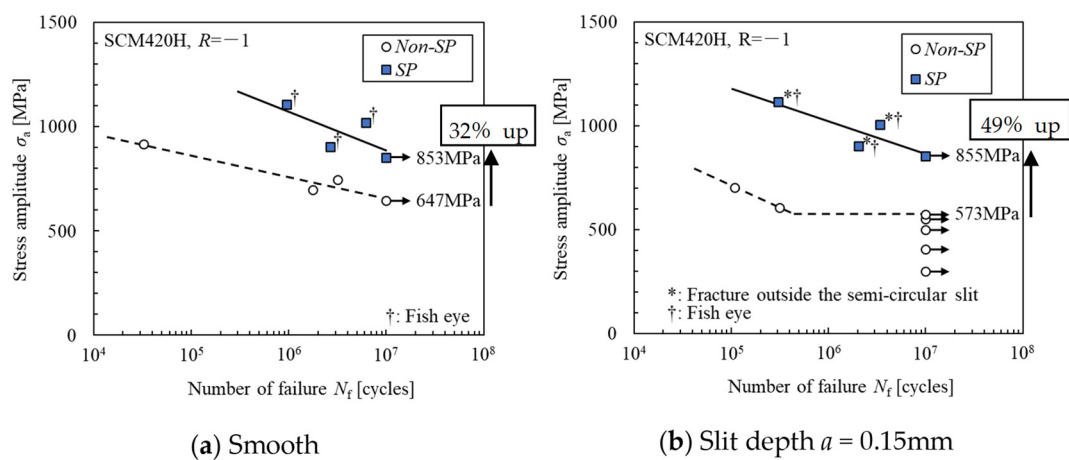 1500
SCM420H, R=−1
Non-SP
SP
†
†
†
1000
32% up
853MPa
647MPa
500
†: Fish eye
0
10⁴ 10⁵ 10⁶ 10⁷ 10⁸
Stress amplitude σa [MPa]
Number of failure Nf [cycles]
(a) Smooth
1500
SCM420H, R=−1
Non-SP
SP
*†
*†
*†
1000
49% up
855MPa
573MPa
500
*: Fracture outside the semi-circular slit
†: Fish eye
0
10⁴ 10⁵ 10⁶ 10⁷ 10⁸
Stress amplitude σa [MPa]
Number of failure Nf [cycles]
(b) Slit depth a = 0.15mm